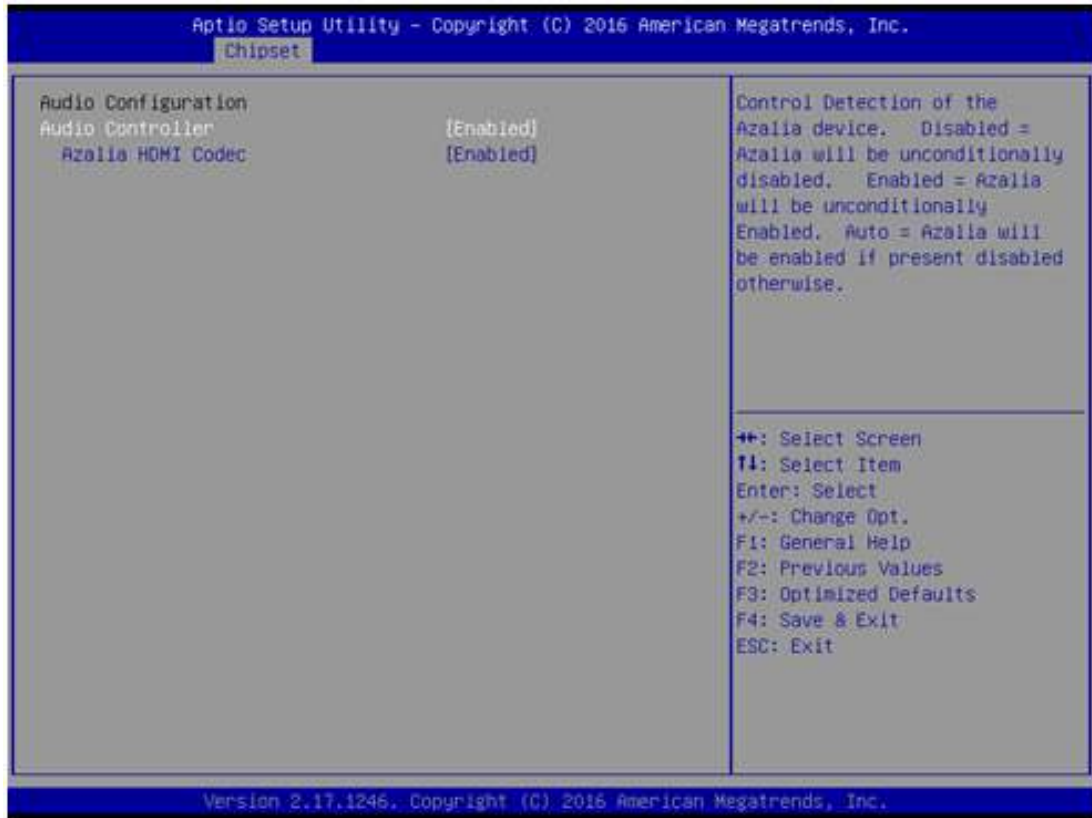 Aptio Setup Utility – Copyright (C) 2016 American Megatrends, Inc.
Chipset
Audio Configuration
Audio Controller [Enabled]
Azalia HDMI Codec [Enabled]
Control Detection of the
Azalia device. Disabled =
Azalia will be unconditionally
disabled. Enabled = Azalia
will be unconditionally
Enabled. Auto = Azalia will
be enabled if present disabled
otherwise.
→←: Select Screen
↑↓: Select Item
Enter: Select
+/-: Change Opt.
F1: General Help
F2: Previous Values
F3: Optimized Defaults
F4: Save & Exit
ESC: Exit
Version 2.17.1246. Copyright (C) 2016 American Megatrends, Inc.